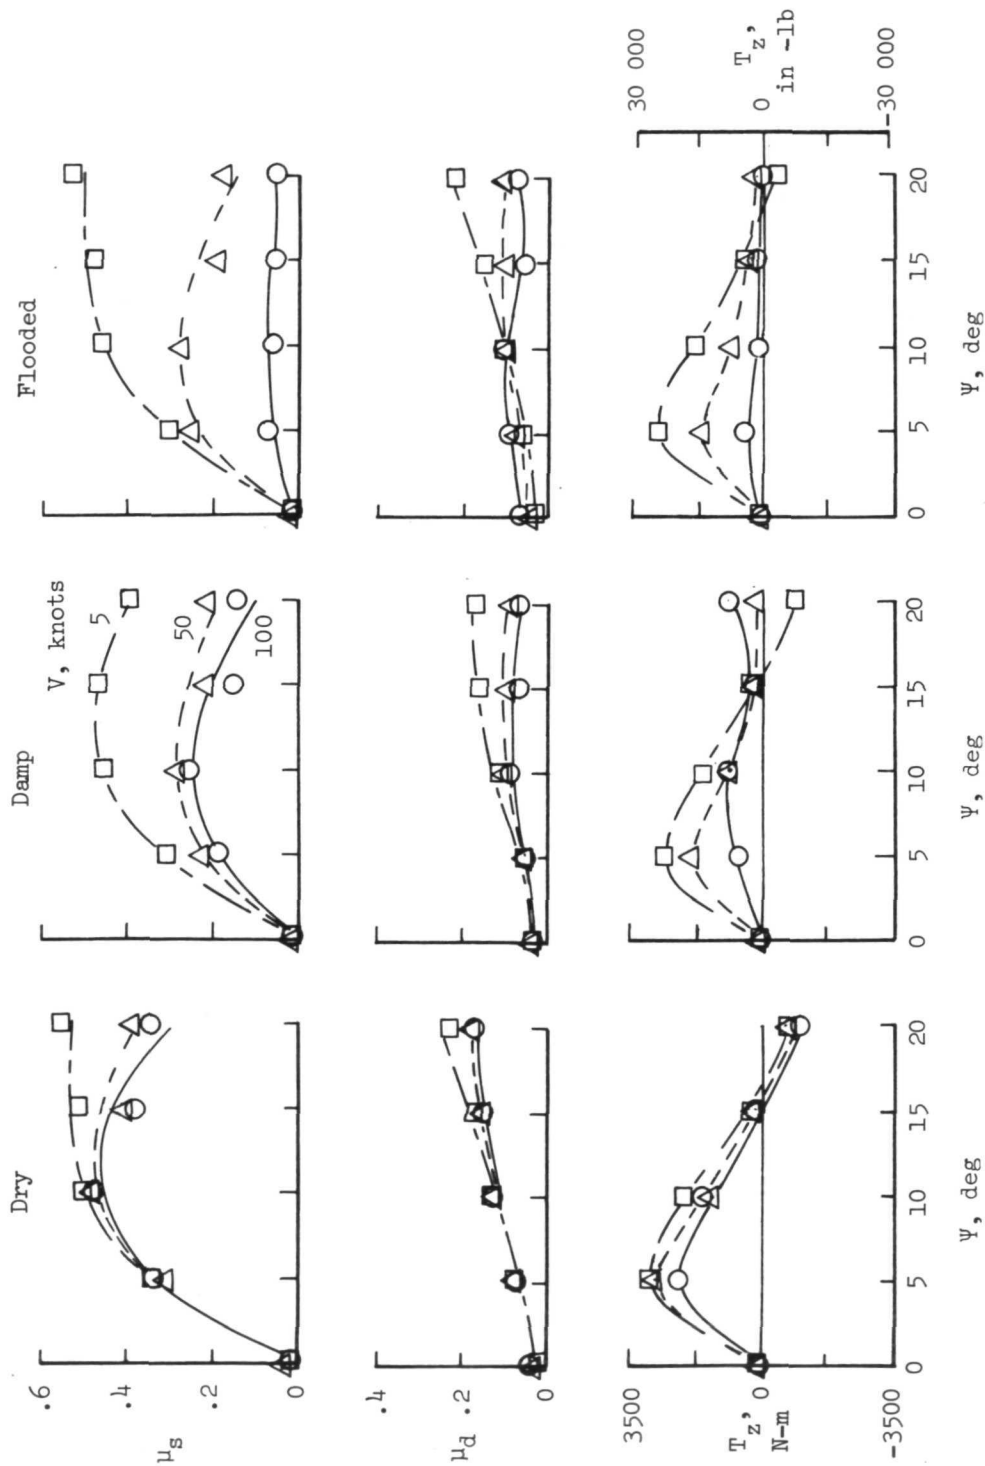 Dry
Damp
Flooded
V, knots
5
50
100
.6
.4
.2
0
μs
.4
.2
0
μd
3500
0
-3500
Tz,
N-m
30 000
0
-30 000
Tz,
in -lb
0 5 10 15 20
0 5 10 15 20
0 5 10 15 20
Ψ, deg
Ψ, deg
Ψ, deg